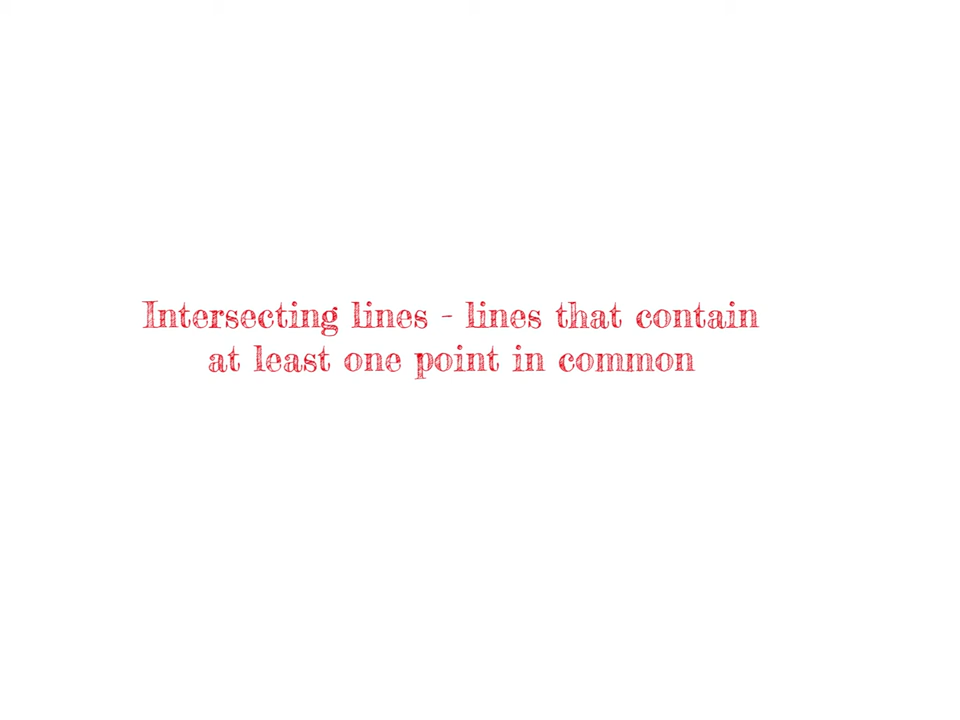 Intersecting lines - lines that contain
at least one point in common